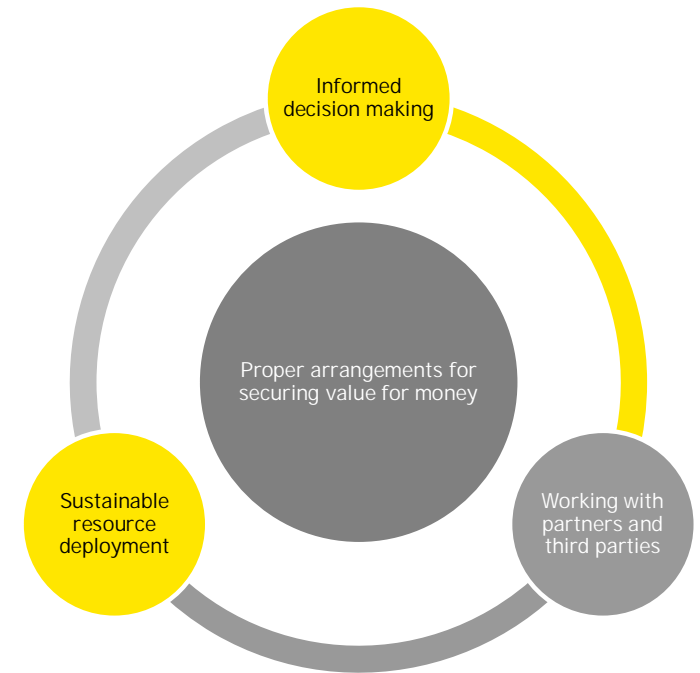 Informed
decision making
Proper arrangements for
securing value for money
Sustainable
resource
deployment
Working with
partners and
third parties